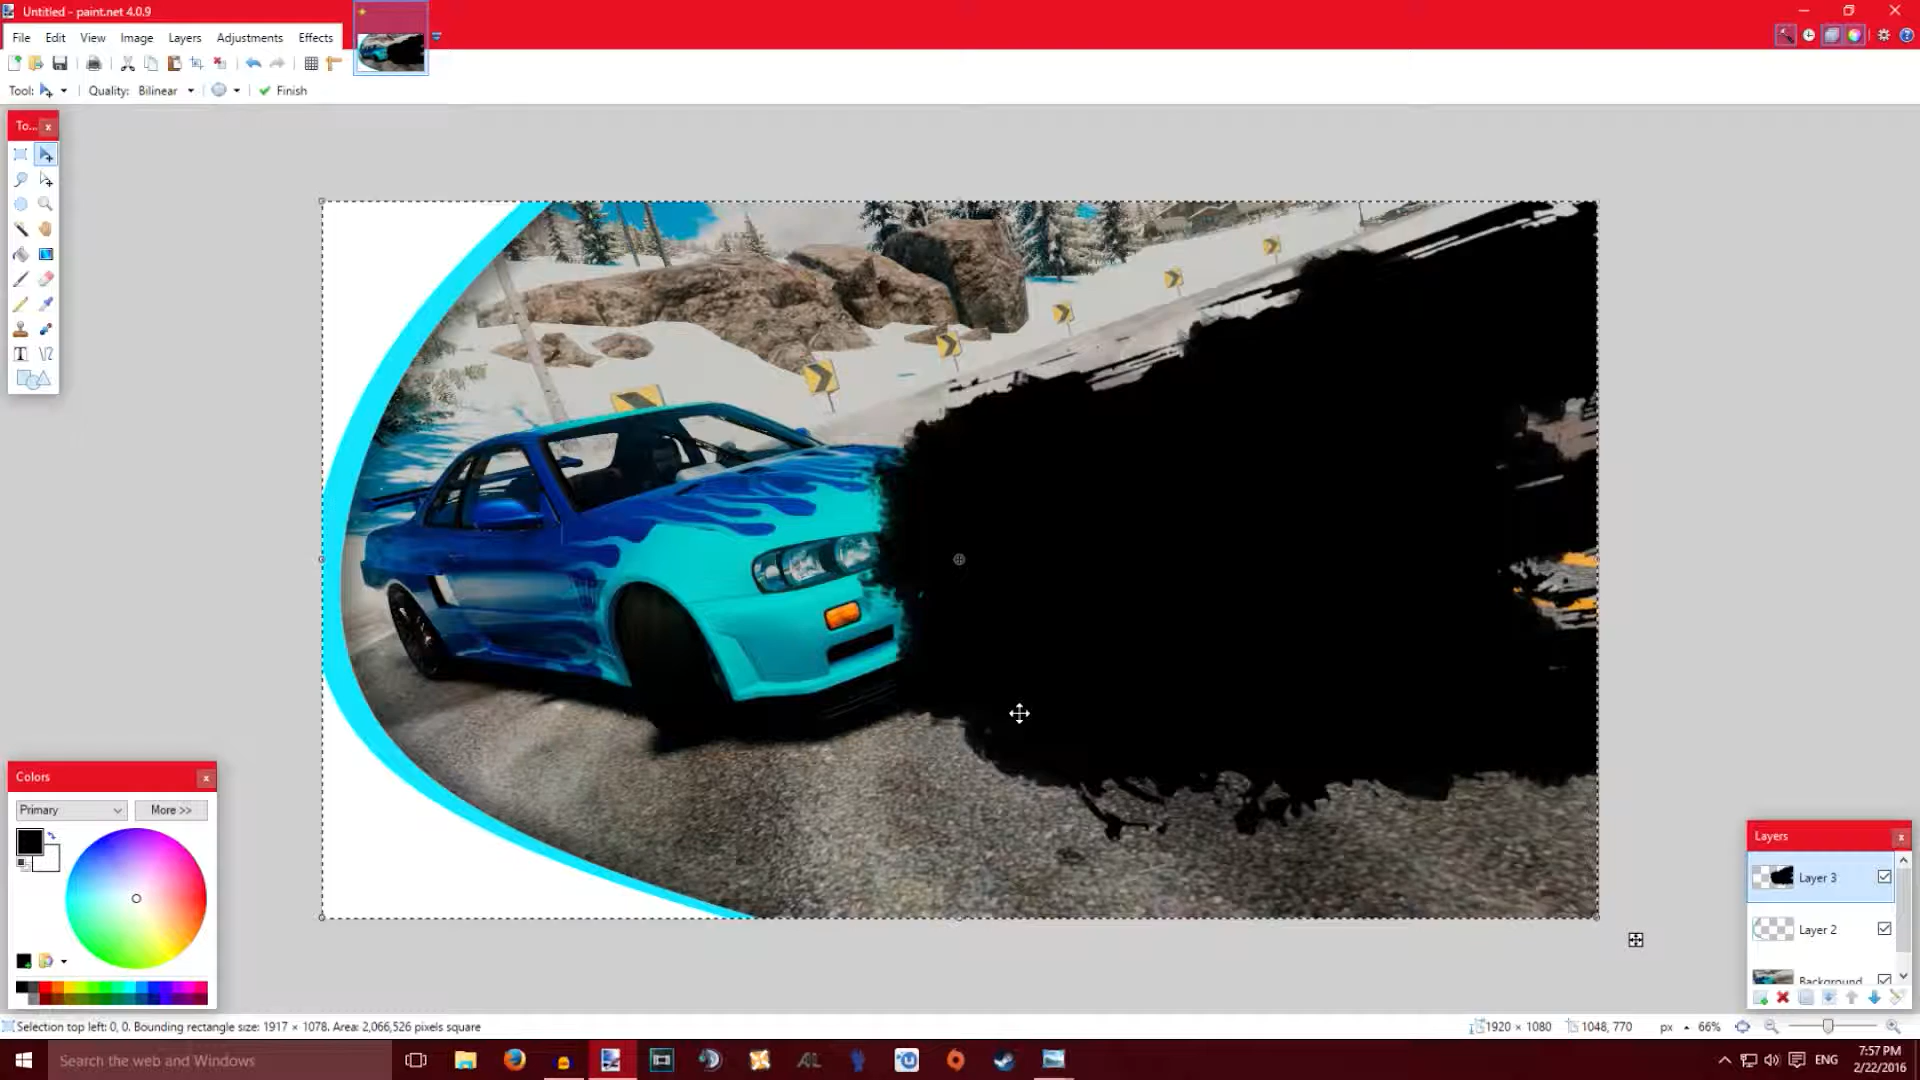 Untitled - paint.net 4.0.9
File Edit View Image Layers Adjustments Effects
Tool: Quality: Bilinear Finish
To...
Colors
Primary More >>
Layers
Layer 3
Layer 2
Background
Selection top left: 0, 0. Bounding rectangle size: 1917 × 1078. Area: 2,066,526 pixels square
1920 × 1080 1048, 770 px 66%
Search the web and Windows
ENG
7:57 PM
2/22/2016